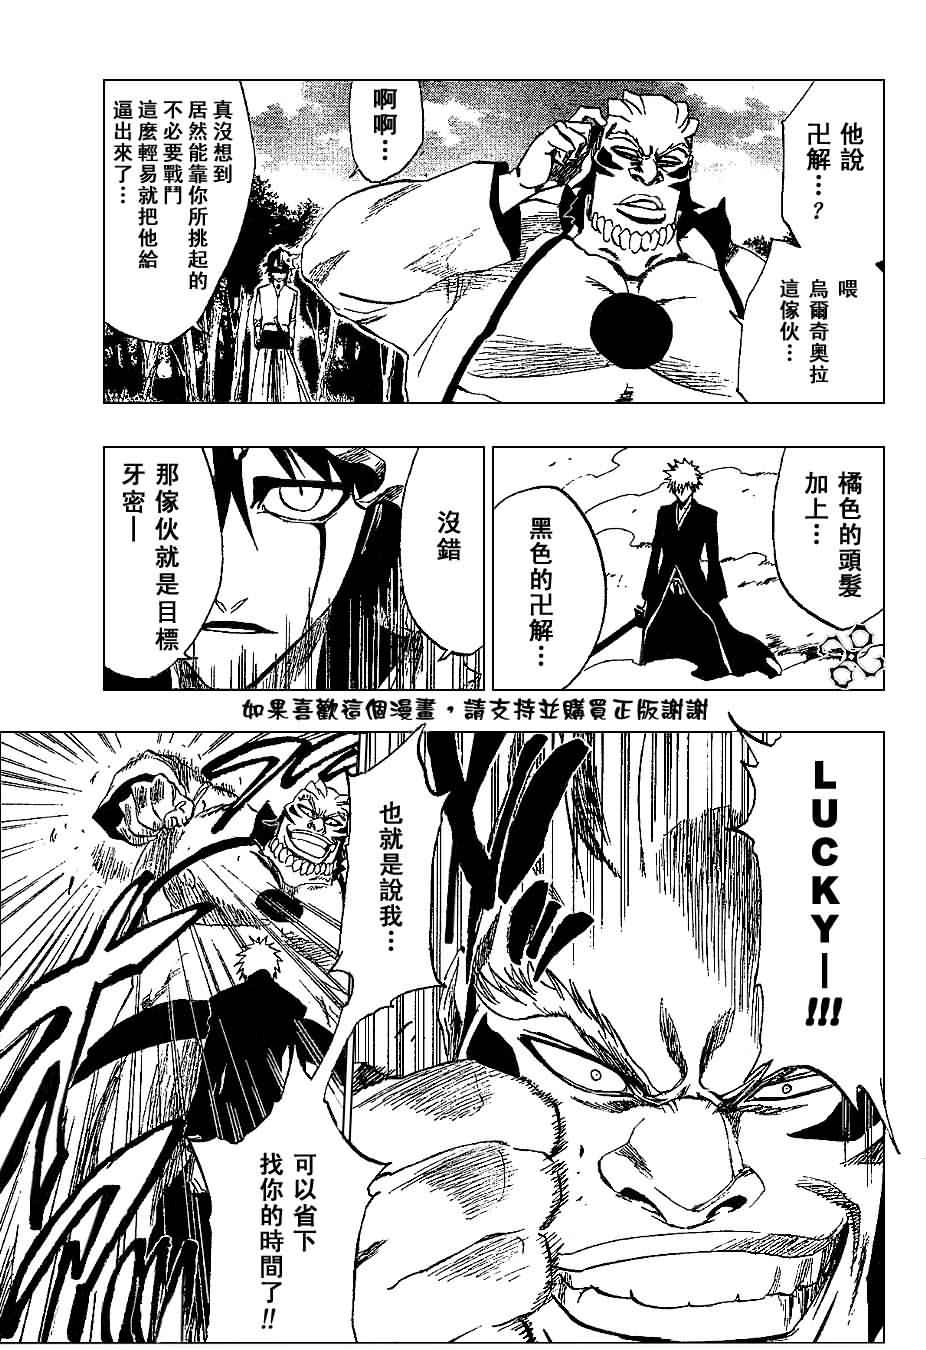 他說
卍解…？
喂
烏爾奇奧拉
這傢伙…
啊
啊…
真沒想到
居然能靠你所挑起的
不必要戰鬥
這麼輕易就把他給
逼出來了…
橘色的頭髮
加上…
黑色的卍解…
沒錯
那傢伙就是目標
牙密—
如果喜歡這個漫畫，請支持并購買正版謝謝
LUCKY—!!!
也就是說我…
可以省下
找你的時間了!!